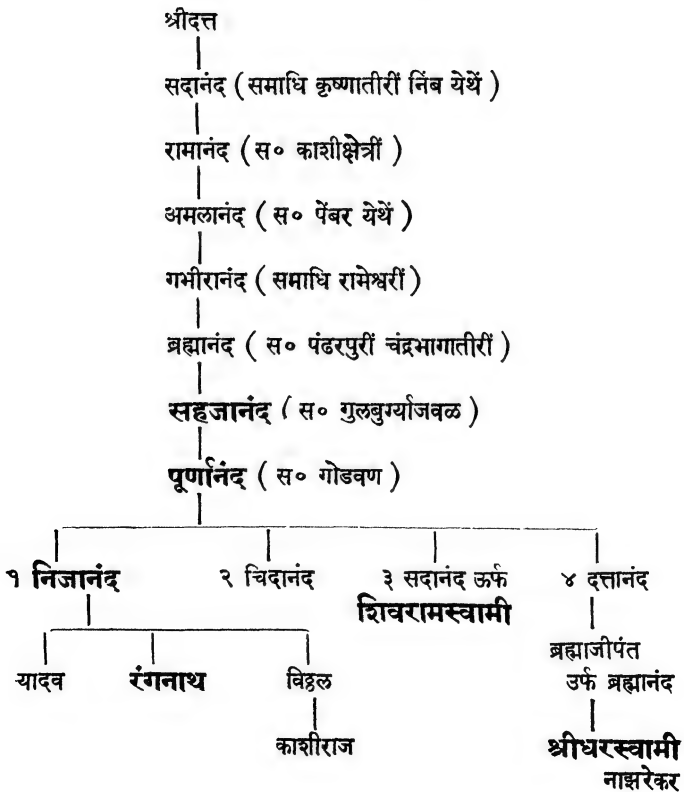 श्रीदत्त
सदानंद ( समाधि कृष्णातीरीं निंब येथें )
रामानंद ( स० काशीक्षेत्रीं )
अमलानंद ( स० पेंबर येथें )
गभीरानंद ( समाधि रामेश्वरीं )
ब्रह्मानंद ( स० पंढरपुरीं चंद्रभागातीरीं )
सहजानंद ( स० गुलबुर्ग्याजवळ )
पूर्णानंद ( स० गोडवण )
१ निजानंद २ चिदानंद ३ सदानंद ऊर्फ ४ दत्तानंद
शिवरामस्वामी
ब्रह्माजीपंत
यादव रंगनाथ विठ्ठल उर्फ ब्रह्मानंद
काशीराज श्रीधरस्वामी
नाझरेकर